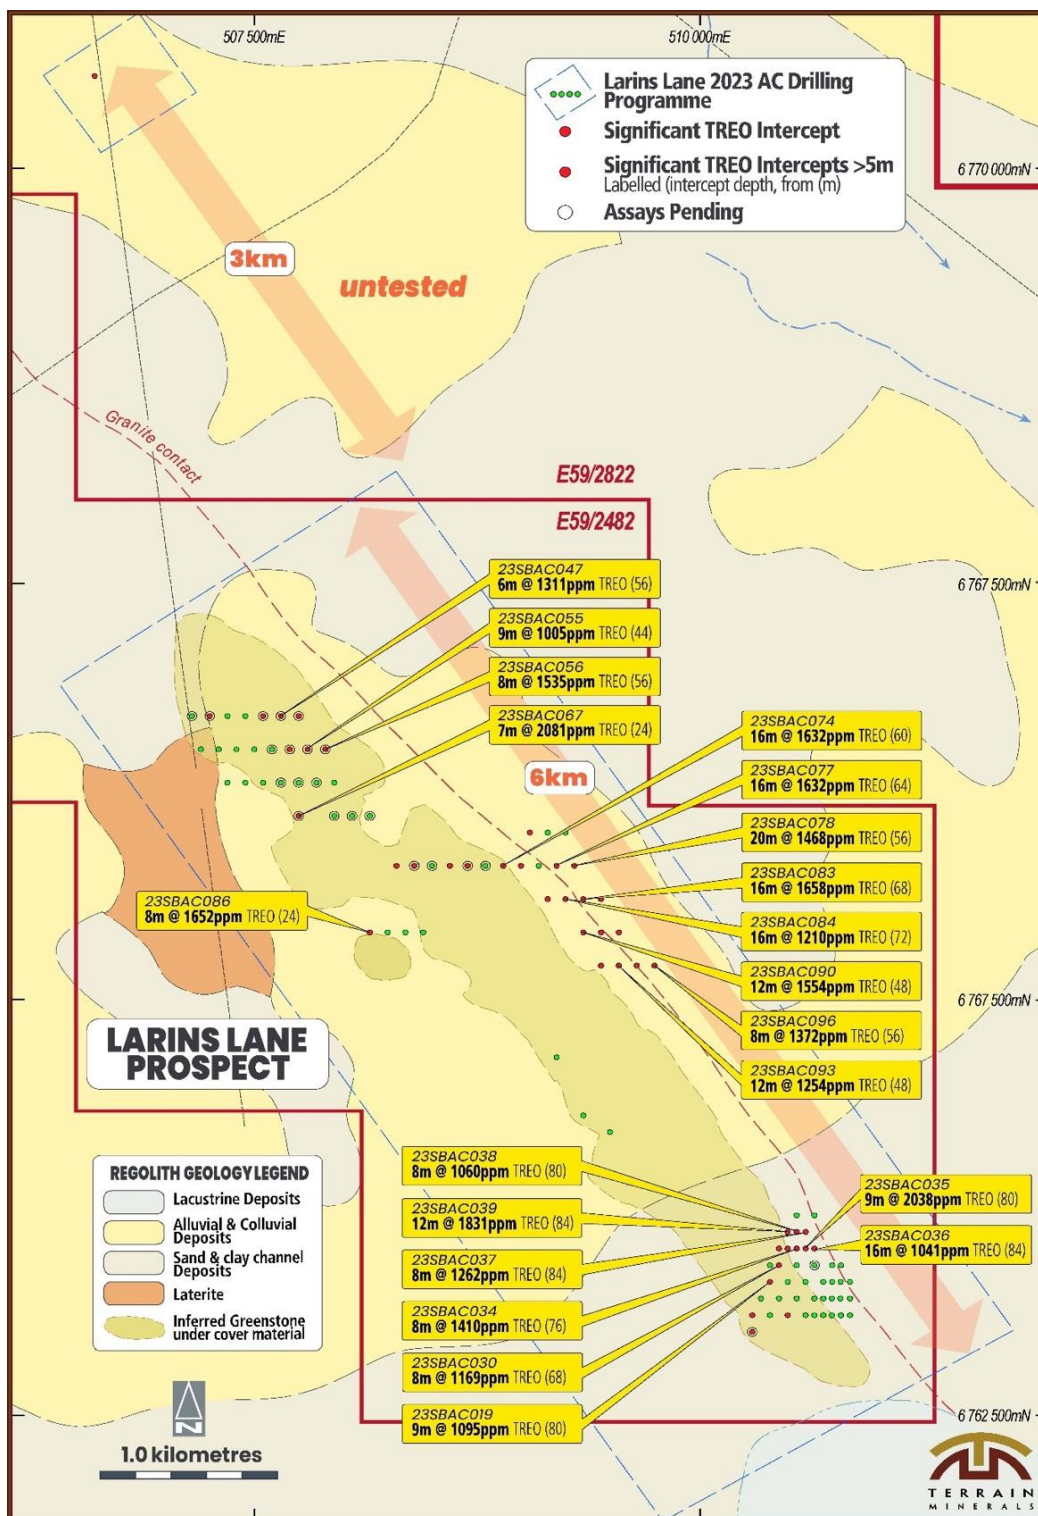 507 500mE
510 000mE
Larins Lane 2023 AC Drilling
Programme
Significant TREO Intercept
Significant TREO Intercepts >5m
Labelled (intercept depth, from (m)
Assays Pending
6 770 000mN
3km
untested
Granite contact
E59/2822
E59/2482
6 767 500mN
23SBAC047
6m @ 1311ppm TREO (56)
23SBAC055
9m @ 1005ppm TREO (44)
23SBAC056
8m @ 1535ppm TREO (56)
23SBAC067
7m @ 2081ppm TREO (24)
6km
23SBAC074
16m @ 1632ppm TREO (60)
23SBAC077
16m @ 1632ppm TREO (64)
23SBAC078
20m @ 1468ppm TREO (56)
23SBAC083
16m @ 1658ppm TREO (68)
23SBAC084
16m @ 1210ppm TREO (72)
23SBAC090
12m @ 1554ppm TREO (48)
23SBAC096
8m @ 1372ppm TREO (56)
23SBAC093
12m @ 1254ppm TREO (48)
23SBAC086
8m @ 1652ppm TREO (24)
6 767 500mN
LARINS LANE
PROSPECT
23SBAC038
8m @ 1060ppm TREO (80)
23SBAC039
12m @ 1831ppm TREO (84)
23SBAC037
8m @ 1262ppm TREO (84)
23SBAC034
8m @ 1410ppm TREO (76)
23SBAC030
8m @ 1169ppm TREO (68)
23SBAC019
9m @ 1095ppm TREO (80)
23SBAC035
9m @ 2038ppm TREO (80)
23SBAC036
16m @ 1041ppm TREO (84)
REGOLITH GEOLOGY LEGEND
Lacustrine Deposits
Alluvial & Colluvial
Deposits
Sand & clay channel
Deposits
Laterite
Inferred Greenstone
under cover material
N
1.0 kilometres
6 762 500mN
TERRAIN
MINERALS